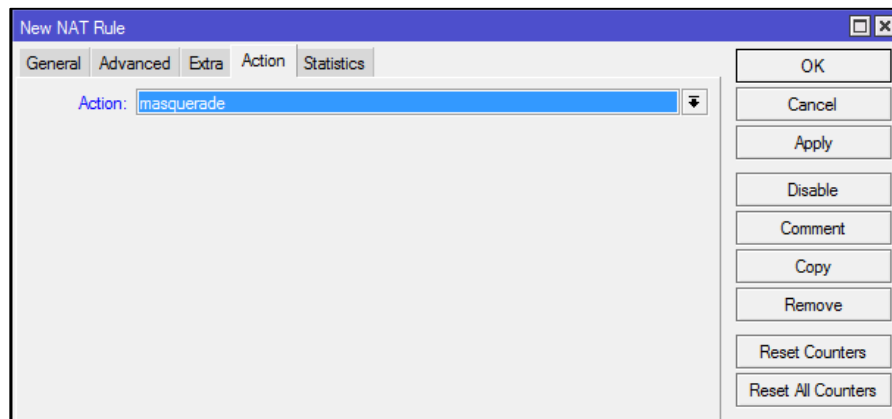 New NAT Rule
General Advanced Extra Action Statistics
Action: masquerade
OK
Cancel
Apply
Disable
Comment
Copy
Remove
Reset Counters
Reset All Counters